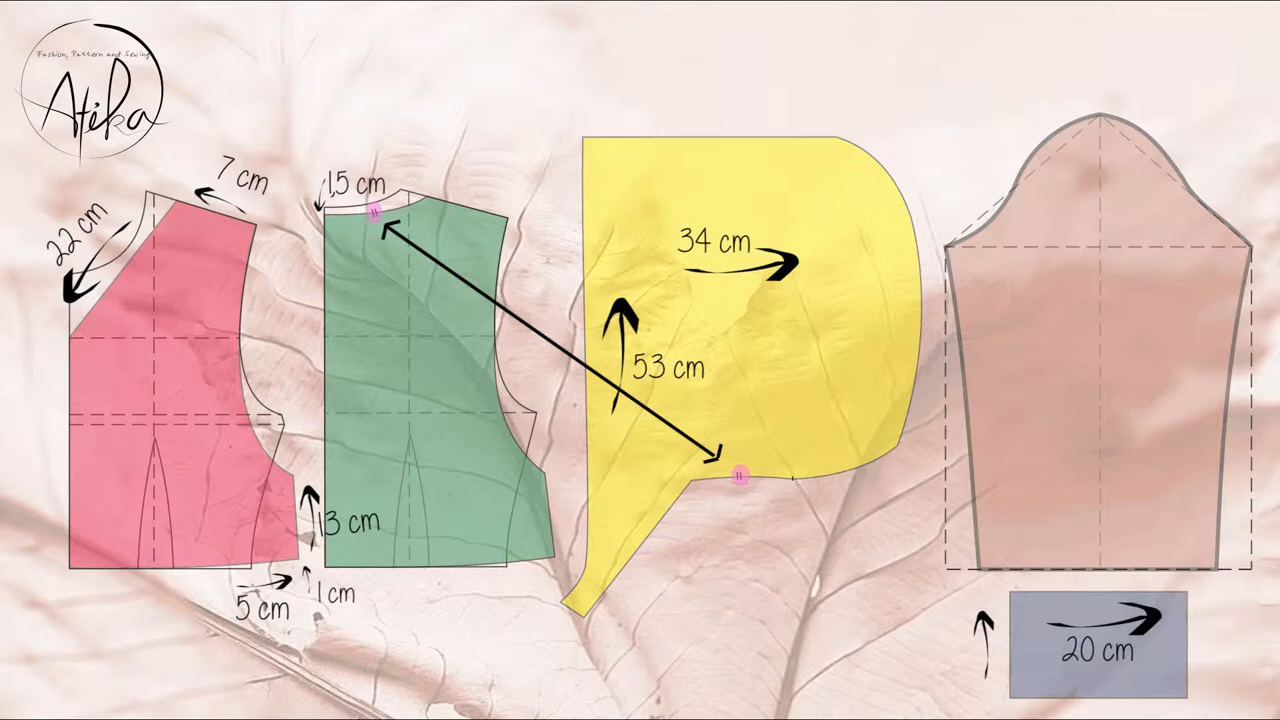 Fashion, Pattern and Sewing
Atika
7 cm
22 cm
1,5 cm
34 cm
53 cm
13 cm
1 cm
5 cm
20 cm